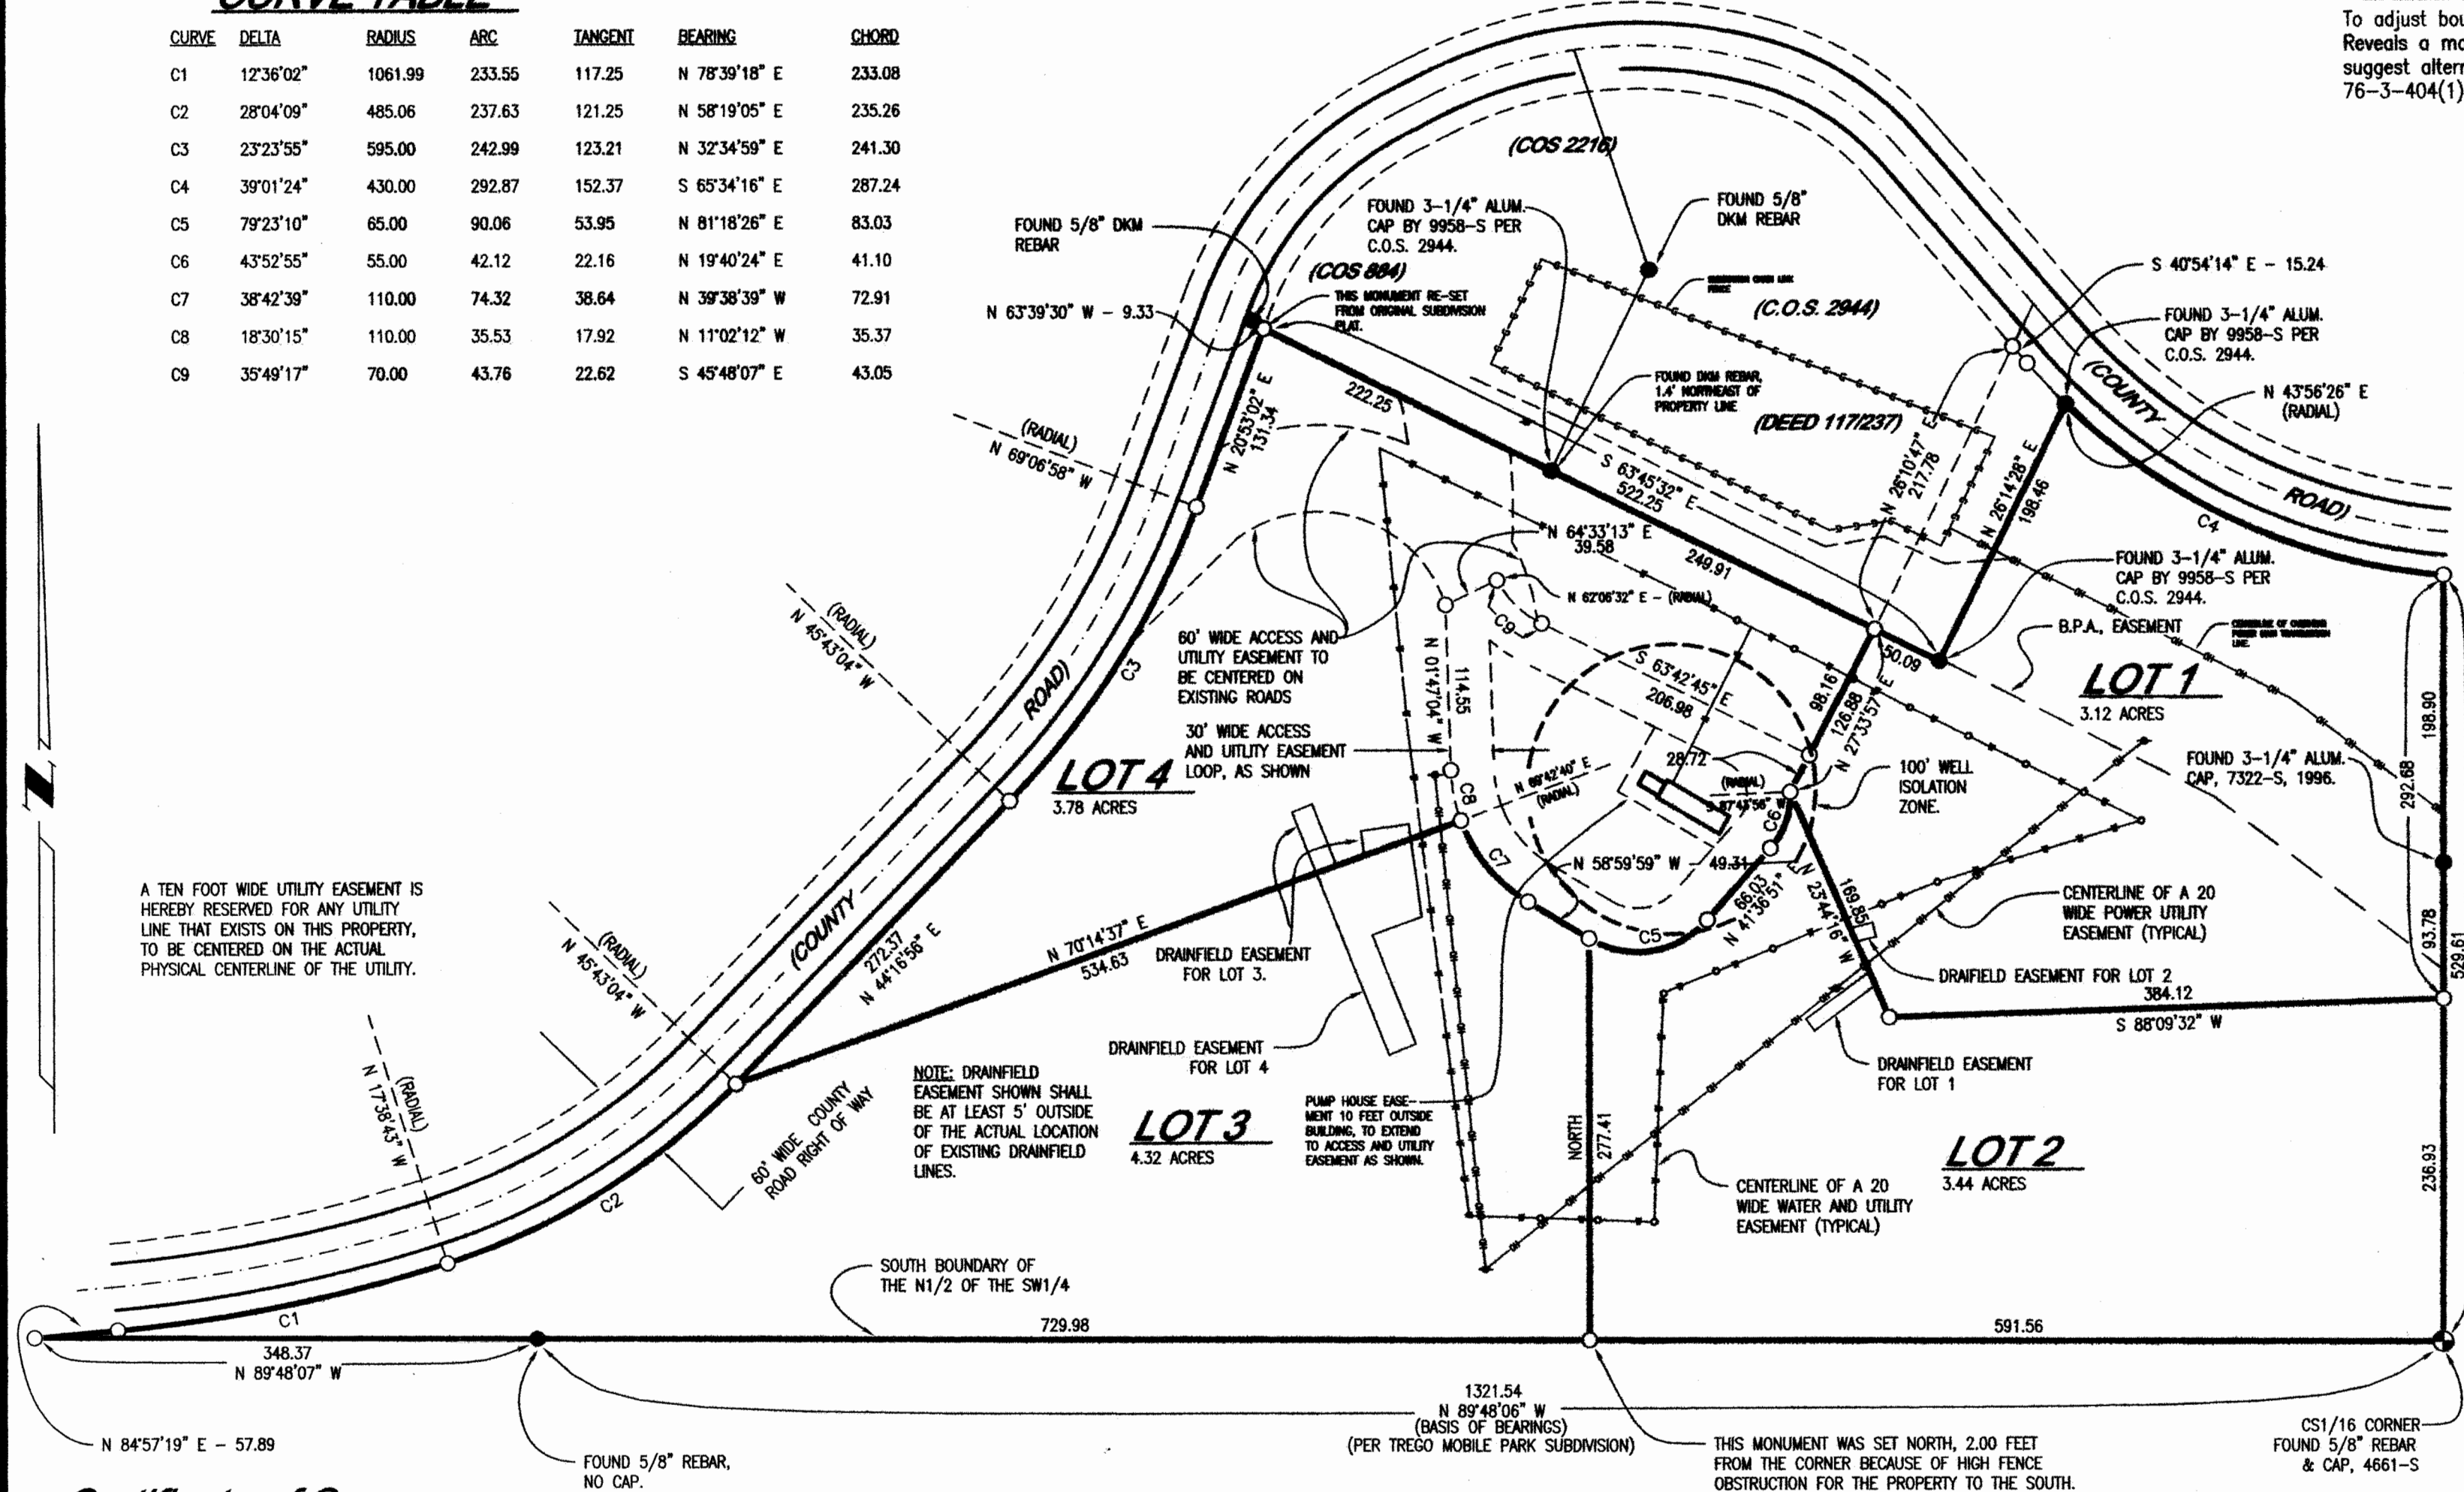 CURVE TABLE
CURVE DELTA RADIUS ARC TANGENT BEARING CHORD
C1 12°36'02" 1061.99 233.55 117.25 N 78°39'18" E 233.08
C2 28°04'09" 485.06 237.63 121.25 N 58°19'05" E 235.26
C3 23°23'55" 595.00 242.99 123.21 N 32°34'59" E 241.30
C4 39°01'24" 430.00 292.87 152.37 S 65°34'16" E 287.24
C5 79°23'10" 65.00 90.06 53.95 N 81°18'26" E 83.03
C6 43°52'55" 55.00 42.12 22.16 N 19°40'24" E 41.10
C7 38°42'39" 110.00 74.32 38.64 N 39°38'39" W 72.91
C8 18°30'15" 110.00 35.53 17.92 N 11°02'12" W 35.37
C9 35°49'17" 70.00 43.76 22.62 S 45°48'07" E 43.05
To adjust bou
Reveals a ma
suggest altern
76-3-404(1)
(COS 2216)
FOUND 5/8" DKM
REBAR
FOUND 3-1/4" ALUM.
CAP BY 9958-S PER
C.O.S. 2944.
FOUND 5/8"
DKM REBAR
(COS 884)
THIS MONUMENT RE-SET
FROM ORIGINAL SUBDIVISION
PLAT.
N 63°39'30" W - 9.33
CHAIN LINK
FENCE
(C.O.S. 2944)
S 40°54'14" E - 15.24
FOUND 3-1/4" ALUM.
CAP BY 9958-S PER
C.O.S. 2944.
N 43°56'26" E
(RADIAL)
(COUNTY
ROAD)
C4
FOUND DKM REBAR,
1.4' NORTHEAST OF
PROPERTY LINE
(DEED 117/237)
222.25
N 20°53'02" E
131.34
(RADIAL)
N 69°06'58" W
S 63°45'32" E
522.25
249.91
N 26°10'47" E
217.78
N 26°14'28" E
198.46
N 64°33'13" E
39.58
N 62°06'32" E - (RADIAL)
C9
FOUND 3-1/4" ALUM.
CAP BY 9958-S PER
C.O.S. 2944.
B.P.A., EASEMENT
CENTERLINE OF OVERHEAD
POWER TRANSMISSION
LINE.
50.09
LOT 1
3.12 ACRES
(RADIAL)
N 45°43'04" W
C3
ROAD)
60' WIDE ACCESS AND
UTILITY EASEMENT TO
BE CENTERED ON
EXISTING ROADS
30' WIDE ACCESS
AND UITLITY EASEMENT
LOOP, AS SHOWN
N 01°47'04" W
114.55
S 63°42'45" E
206.98
98.16
126.88
N 27°33'57" E
28.72
(RADIAL)
S 87°43'56" W
100' WELL
ISOLATION
ZONE.
FOUND 3-1/4" ALUM.
CAP, 7322-S, 1996.
198.90
292.68
93.78
529.61
LOT 4
3.78 ACRES
N 69°42'40" E
(RADIAL)
C8
C7
C6
N 58°59'59" W
49.31
C5
66.03
N 41°36'51" E
N 23°44'16" W
169.85
CENTERLINE OF A 20
WIDE POWER UTILITY
EASEMENT (TYPICAL)
DRAIFIELD EASEMENT FOR LOT 2
384.12
S 88°09'32" W
A TEN FOOT WIDE UTILITY EASEMENT IS
HEREBY RESERVED FOR ANY UTILITY
LINE THAT EXISTS ON THIS PROPERTY,
TO BE CENTERED ON THE ACTUAL
PHYSICAL CENTERLINE OF THE UTILITY.
(RADIAL)
N 45°43'04" W
(COUNTY
272.37
N 44°16'56" E
N 70°14'37" E
534.63
DRAINFIELD EASEMENT
FOR LOT 3.
DRAINFIELD EASEMENT
FOR LOT 4
DRAINFIELD EASEMENT
FOR LOT 1
(RADIAL)
N 17°38'43" W
60' WIDE COUNTY
ROAD RIGHT OF WAY
NOTE: DRAINFIELD
EASEMENT SHOWN SHALL
BE AT LEAST 5' OUTSIDE
OF THE ACTUAL LOCATION
OF EXISTING DRAINFIELD
LINES.
LOT 3
4.32 ACRES
PUMP HOUSE EASE-
MENT 10 FEET OUTSIDE
BUILDING, TO EXTEND
TO ACCESS AND UTILITY
EASEMENT AS SHOWN.
NORTH
277.41
LOT 2
3.44 ACRES
236.93
CENTERLINE OF A 20
WIDE WATER AND UTILITY
EASEMENT (TYPICAL)
C2
C1
SOUTH BOUNDARY OF
THE N1/2 OF THE SW1/4
348.37
N 89°48'07" W
729.98
591.56
1321.54
N 89°48'06" W
(BASIS OF BEARINGS)
(PER TREGO MOBILE PARK SUBDIVISION)
N 84°57'19" E - 57.89
FOUND 5/8" REBAR,
NO CAP.
THIS MONUMENT WAS SET NORTH, 2.00 FEET
FROM THE CORNER BECAUSE OF HIGH FENCE
OBSTRUCTION FOR THE PROPERTY TO THE SOUTH.
CS1/16 CORNER
FOUND 5/8" REBAR
& CAP, 4661-S